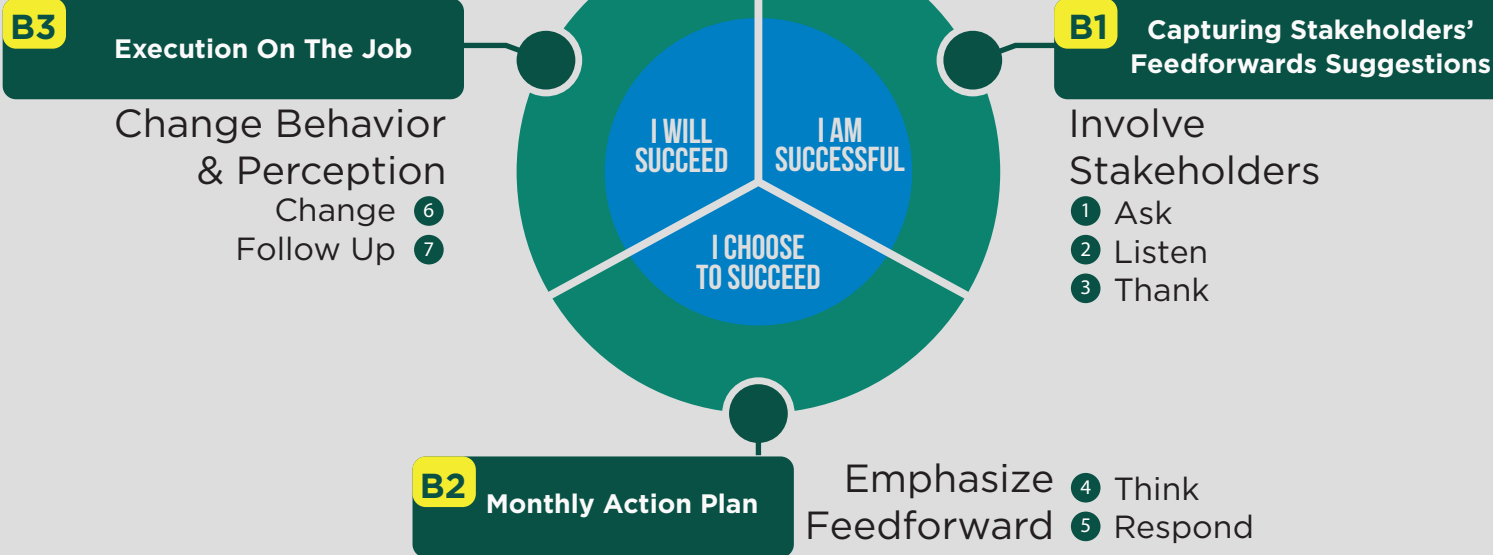 B3
Execution On The Job
Change Behavior
& Perception
Change 6
Follow Up 7
I WILL
SUCCEED
I AM
SUCCESSFUL
I CHOOSE
TO SUCCEED
B1
Capturing Stakeholders’
Feedforwards Suggestions
Involve
Stakeholders
1 Ask
2 Listen
3 Thank
B2
Monthly Action Plan
Emphasize
Feedforward
4 Think
5 Respond